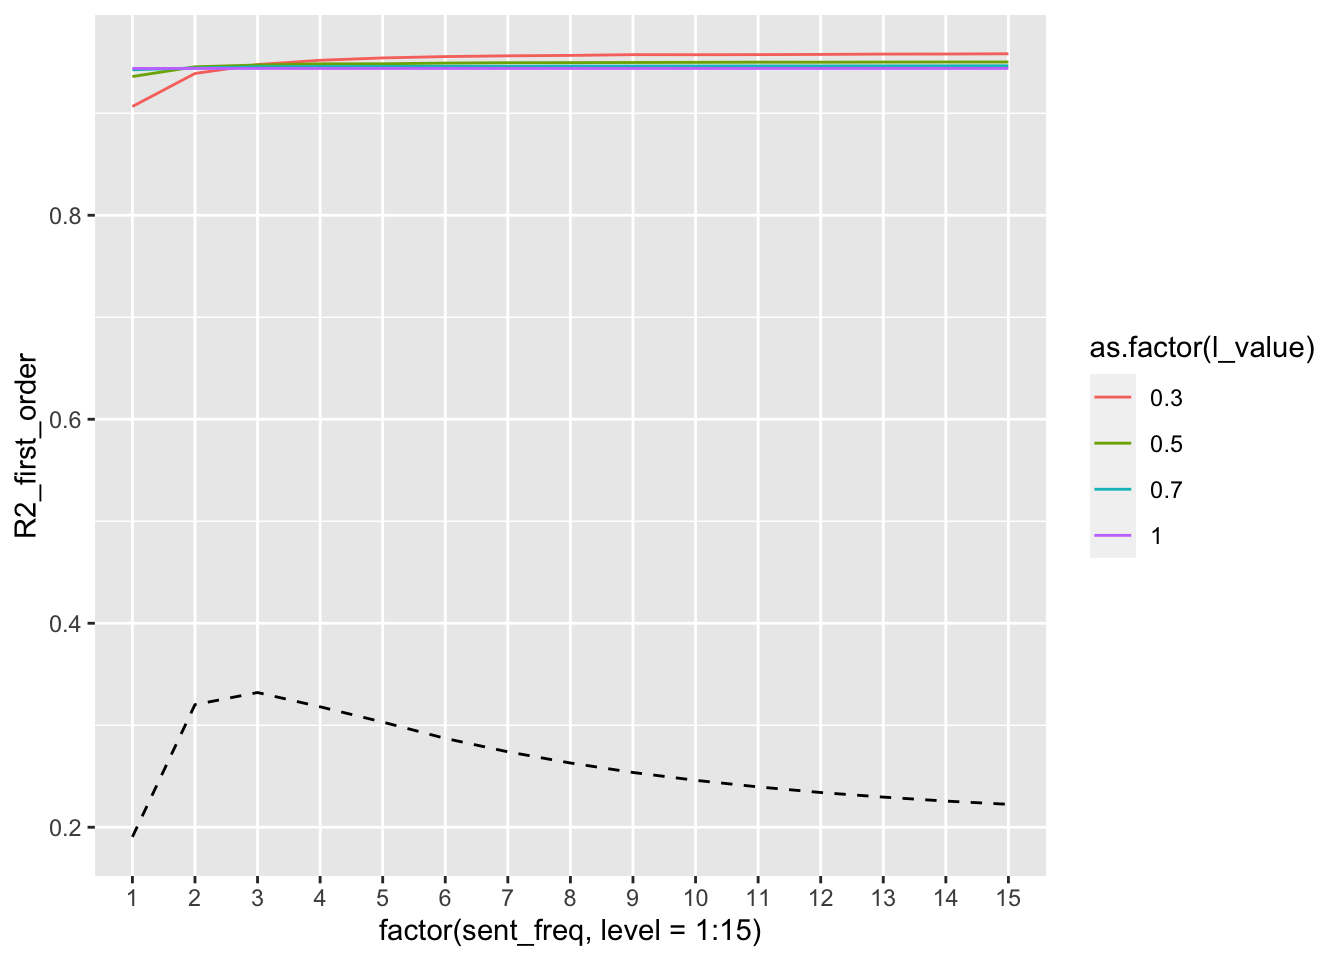 R2_first_order
0.8
0.6
0.4
0.2
1 2 3 4 5 6 7 8 9 10 11 12 13 14 15
factor(sent_freq, level = 1:15)
as.factor(l_value)
0.3
0.5
0.7
1